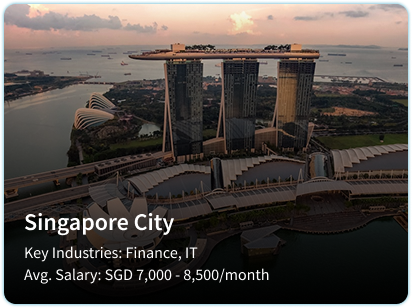 Singapore City
Key Industries: Finance, IT
Avg. Salary: SGD 7,000 - 8,500/month